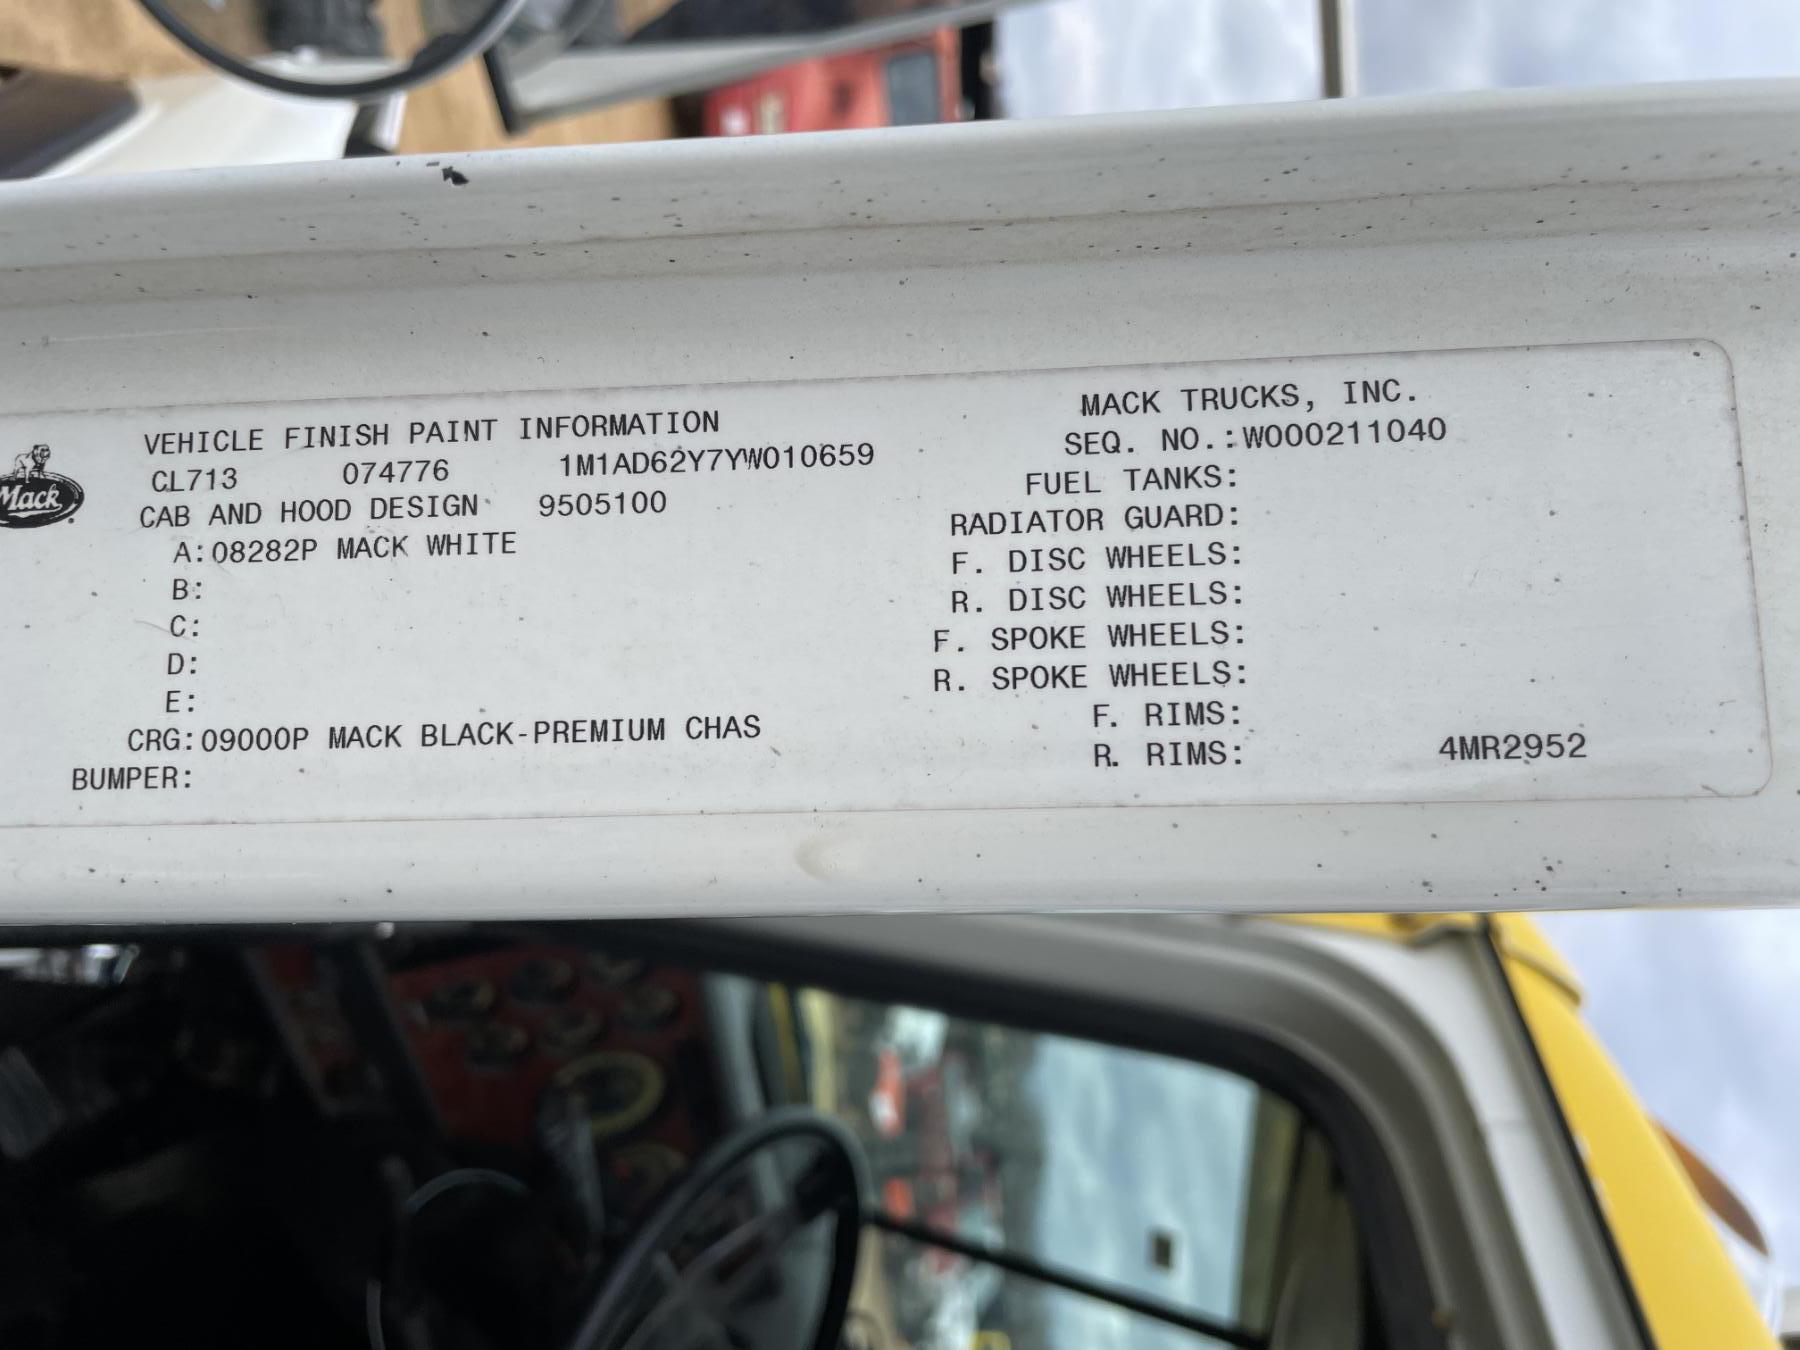 Mack
VEHICLE FINISH PAINT INFORMATION
CL713 074776 1M1AD62Y7YW010659
CAB AND HOOD DESIGN 9505100
A:08282P MACK WHITE
B:
C:
D:
E:
CRG:09000P MACK BLACK-PREMIUM CHAS
BUMPER:
MACK TRUCKS, INC.
SEQ. NO.:W000211040
FUEL TANKS:
RADIATOR GUARD:
F. DISC WHEELS:
R. DISC WHEELS:
F. SPOKE WHEELS:
R. SPOKE WHEELS:
F. RIMS:
R. RIMS: 4MR2952